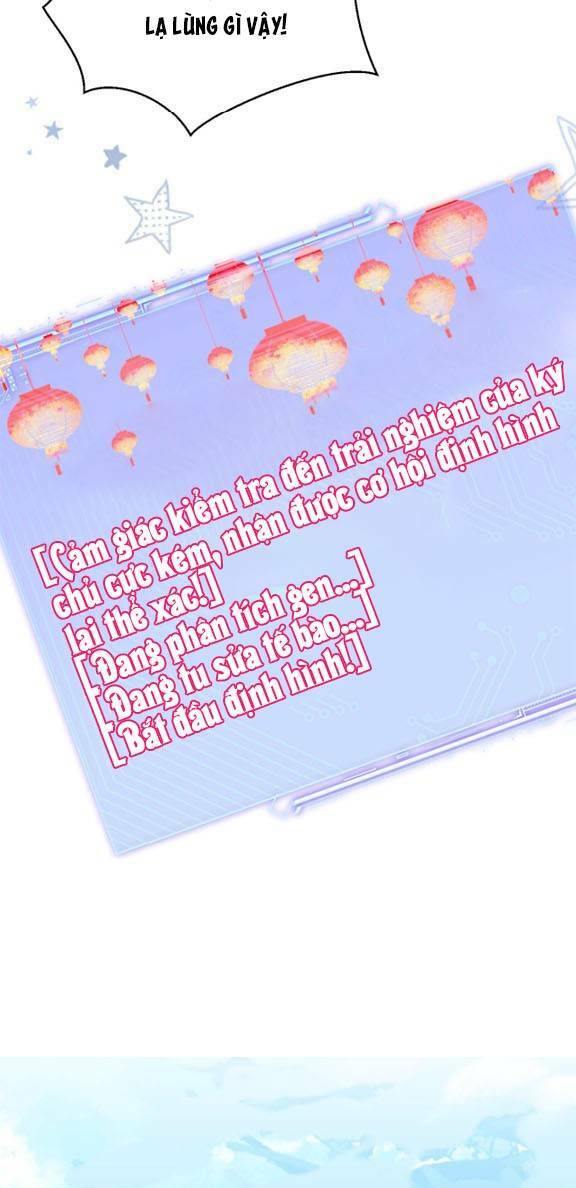 LẠ LÙNG GÌ VẬY!
[Cảm giác kiểm tra đến trải nghiệm của ký
chủ cực kém, nhận được cơ hội định hình
lại thể xác!]
[Đang phân tích gen...]
[Đang tu sửa tế bào...]
[Bắt đầu định hình!]